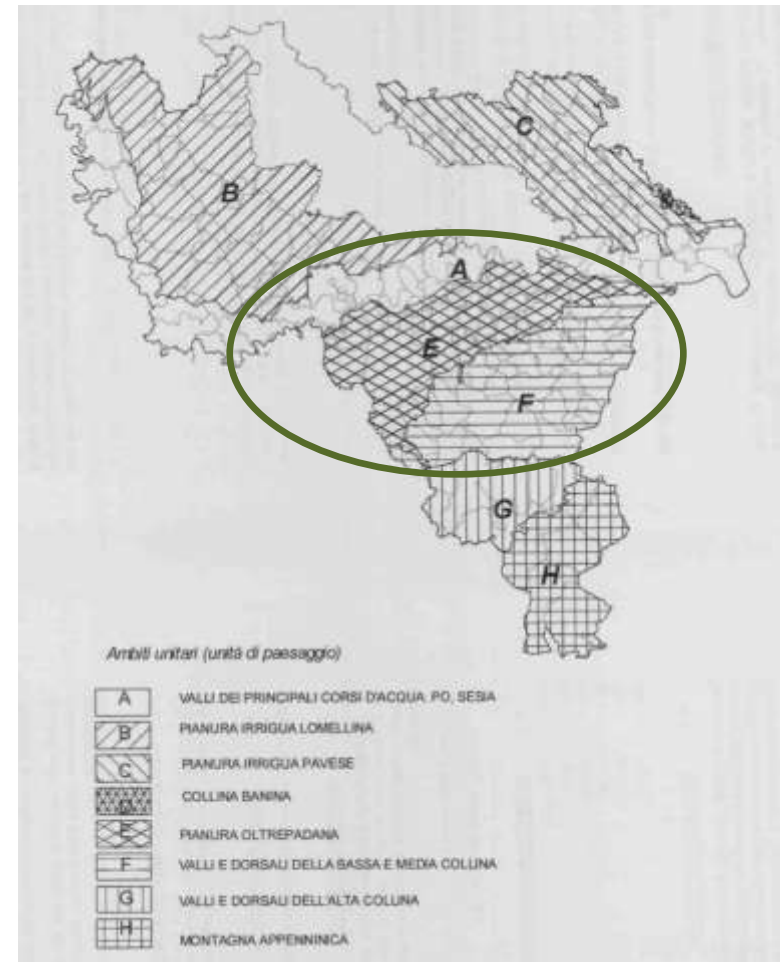 C
B
A
E
F
G
H
Ambiti unitari (unità di paesaggio)
A VALLI DEI PRINCIPALI CORSI D'ACQUA: PO, SESIA
B PIANURA IRRIGUA LOMELLINA
C PIANURA IRRIGUA PAVESE
D COLLINA BANINA
E PIANURA OLTREPADANA
F VALLI E DORSALI DELLA BASSA E MEDIA COLLINA
G VALLI E DORSALI DELL'ALTA COLLINA
H MONTAGNA APPENNINICA